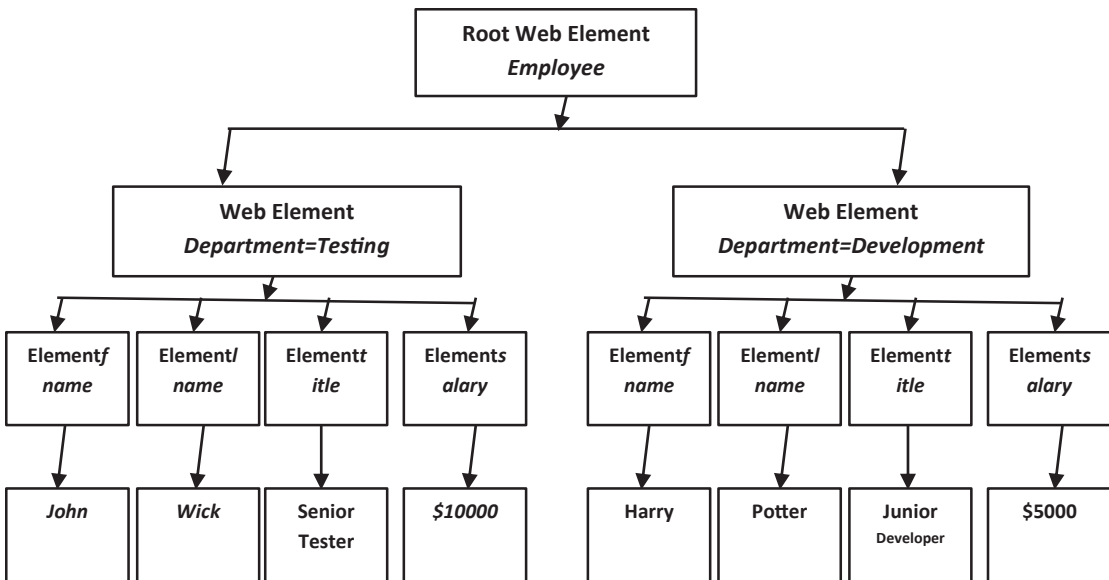 Root Web Element
Employee
Web Element
Department=Testing
Web Element
Department=Development
Elementf
name
Elementl
name
Elementt
itle
Elements
alary
Elementf
name
Elementl
name
Elementt
itle
Elements
alary
John
Wick
Senior
Tester
$10000
Harry
Potter
Junior
Developer
$5000